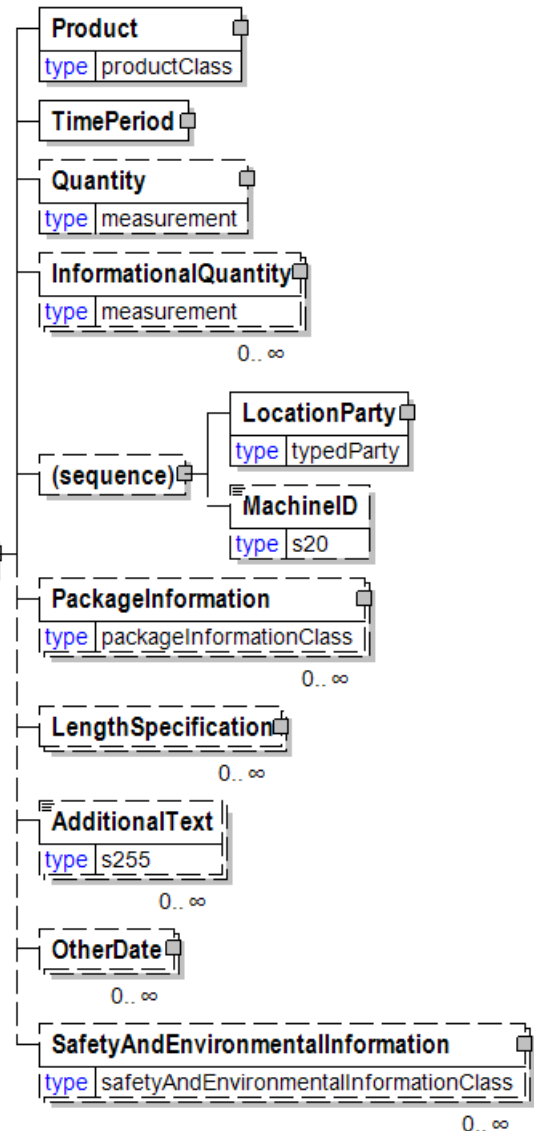 Product
type productClass
TimePeriod
Quantity
type measurement
InformationalQuantity
type measurement
0.. ∞
LocationParty
type typedParty
(sequence)
MachineID
type s20
PackageInformation
type packageInformationClass
0.. ∞
LengthSpecification
0.. ∞
AdditionalText
type s255
0.. ∞
OtherDate
0.. ∞
SafetyAndEnvironmentalInformation
type safetyAndEnvironmentalInformationClass
0.. ∞